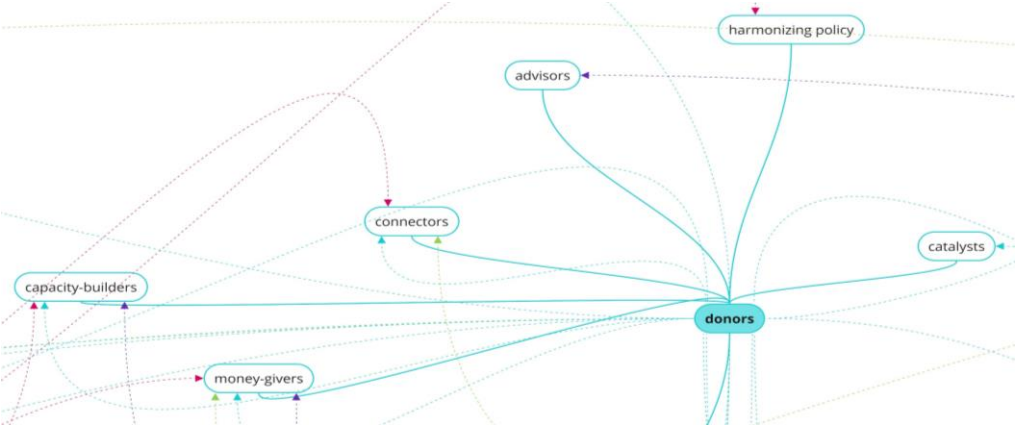 harmonizing policy
advisors
connectors
catalysts
capacity-builders
donors
money-givers